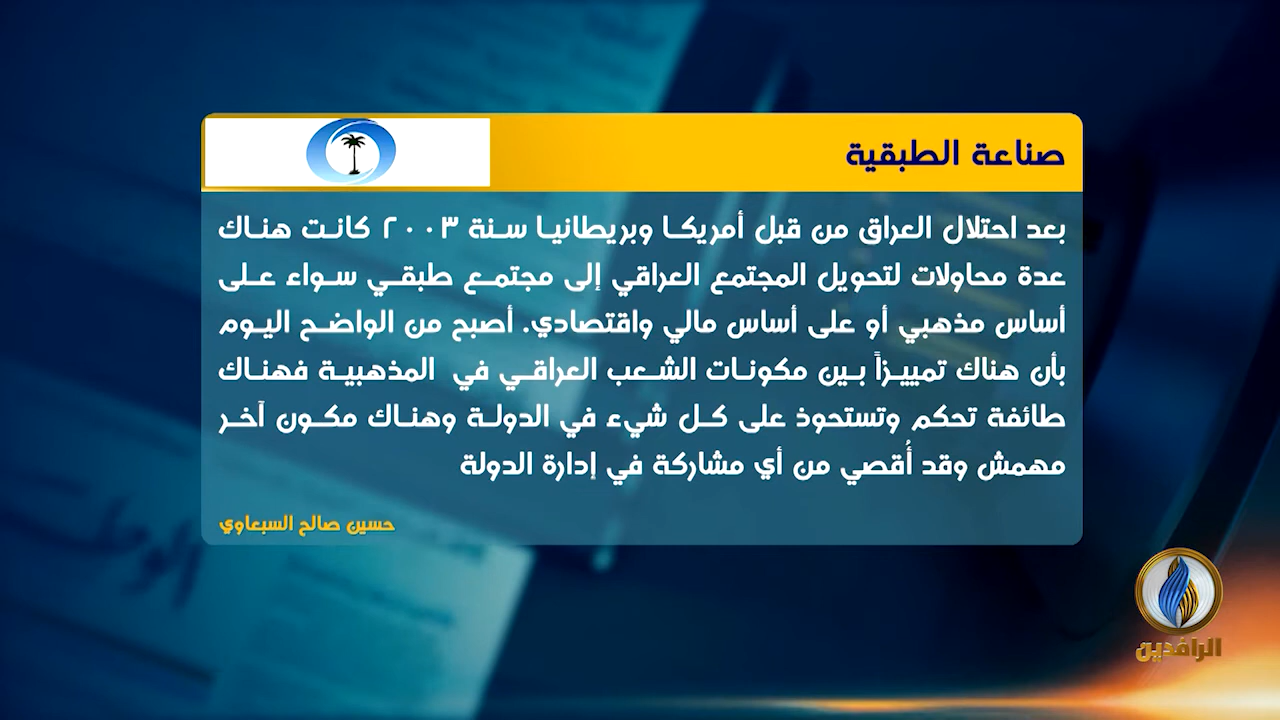 صناعة الطبقية
بعد احتلال العراق من قبل أمريكا وبريطانيا سنة ٢٠٠٣ كانت هناك
عدة محاولات لتحويل المجتمع العراقي إلى مجتمع طبقي سواء على
أساس مذهبي أو على أساس مالي واقتصادي. أصبح من الواضح اليوم
بأن هناك تمييزاً بين مكونات الشعب العراقي في المذهبية فهناك
طائفة تحكم وتستحوذ على كل شيء في الدولة وهناك مكون آخر
مهمش وقد أُقصي من أي مشاركة في إدارة الدولة
حسين صالح السبعاوي
الرافدين